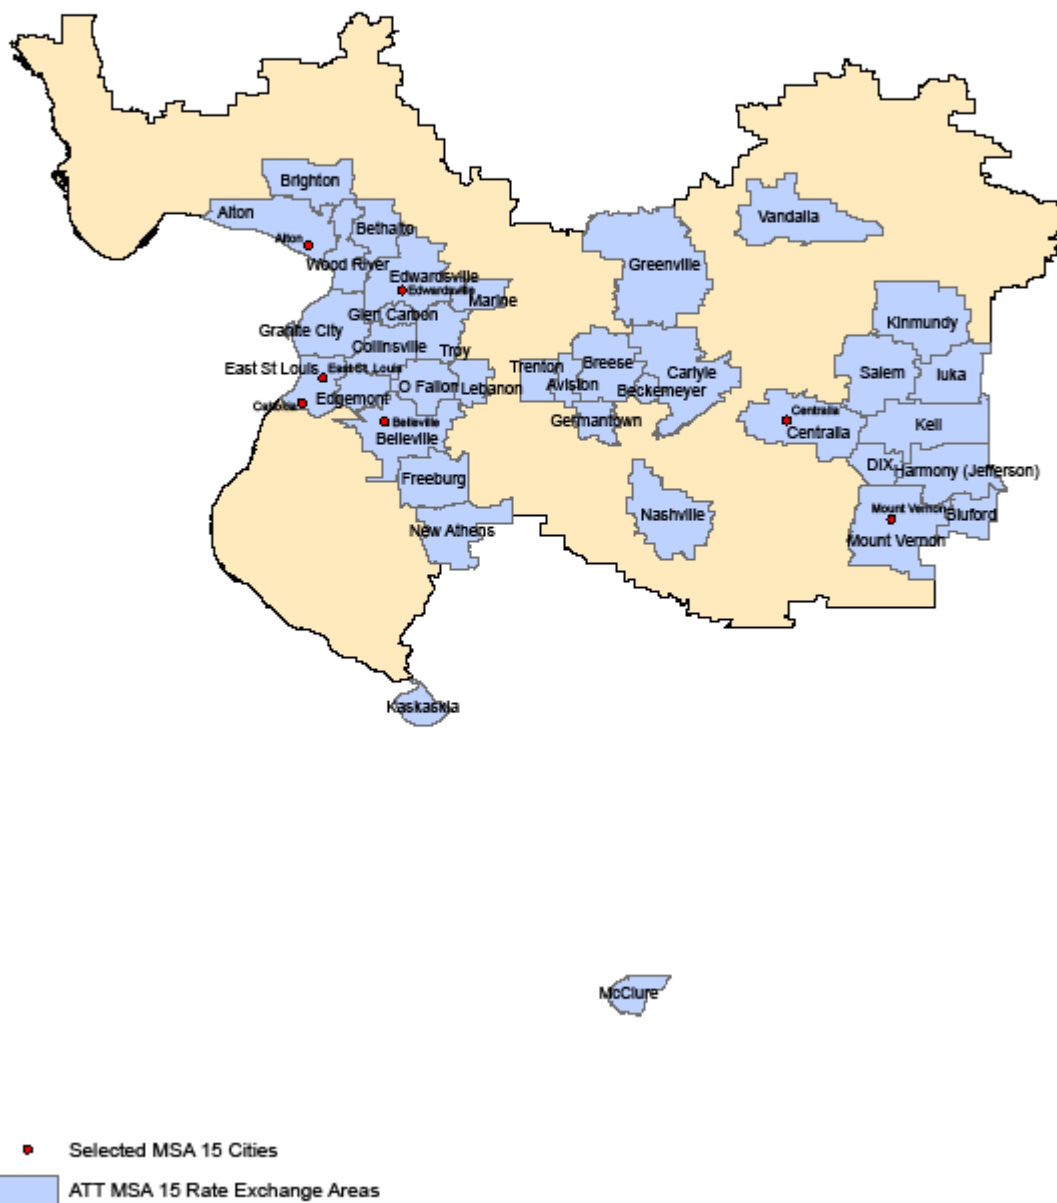 Brighton
Alton
Vandalia
Bethalto
Alton
Wood River
Greenville
Edwardsville
Edwardsville
Marine
Glen Carbon
Granite City
Kinmundy
Collinsville
Troy
East St Louis
East St. Louis
Trenton
Breese
Carlyle
Salem
Iuka
O Fallon
Lebanon
Aviston
Beckemeyer
Edgemont
Cahokia
Belleville
Germantown
Centralia
Centralia
Kell
Belleville
Freeburg
DIX
Harmony (Jefferson)
Mount Vernon
Bluford
Nashville
New Athens
Mount Vernon
Kaskaskia
McClure
Selected MSA 15 Cities
ATT MSA 15 Rate Exchange Areas